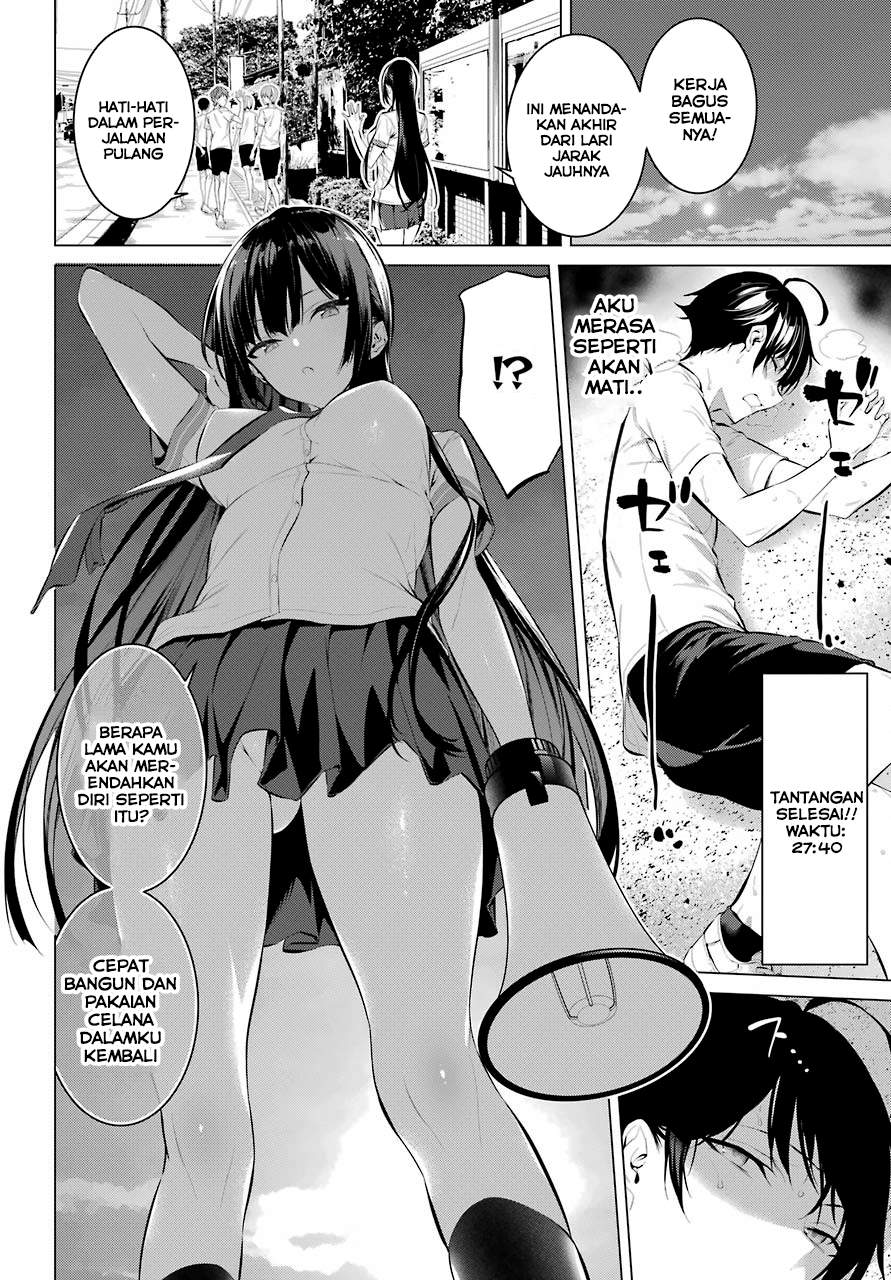 KERJA
BAGUS
SEMUA-
NYA!
INI MENANDA-
KAN AKHIR
DARI LARI
JARAK
JAUHNYA
HATI-HATI
DALAM PER-
JALANAN
PULANG
AKU
MERASA
SEPERTI
AKAN
MATI..
ゼェ
ゼェ
TANTANGAN
SELESAI!!
WAKTU:
27:40
!?
BERAPA
LAMA KAMU
AKAN MER-
ENDAHKAN
DIRI SEPERTI
ITU?
CEPAT
BANGUN DAN
PAKAIAN
CELANA
DALAMKU
KEMBALI